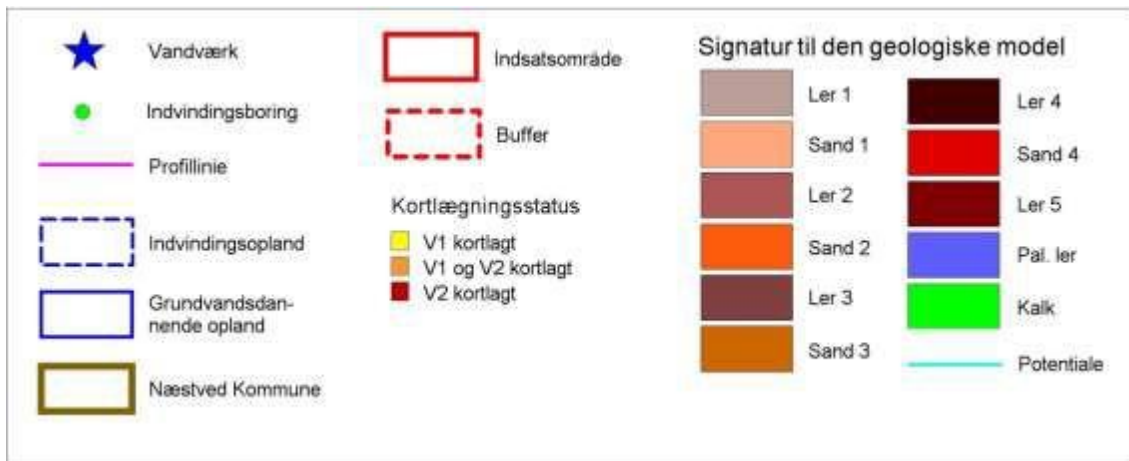 Vandværk
Indvindingsboring
Profillinie
Indvindingsopland
Grundvandsdan-
nende opland
Næstved Kommune
Indsatsområde
Buffer
Kortlægningsstatus
V1 kortlagt
V1 og V2 kortlagt
V2 kortlagt
Signatur til den geologiske model
Ler 1
Sand 1
Ler 2
Sand 2
Ler 3
Sand 3
Ler 4
Sand 4
Ler 5
Pal. ler
Kalk
Potentiale